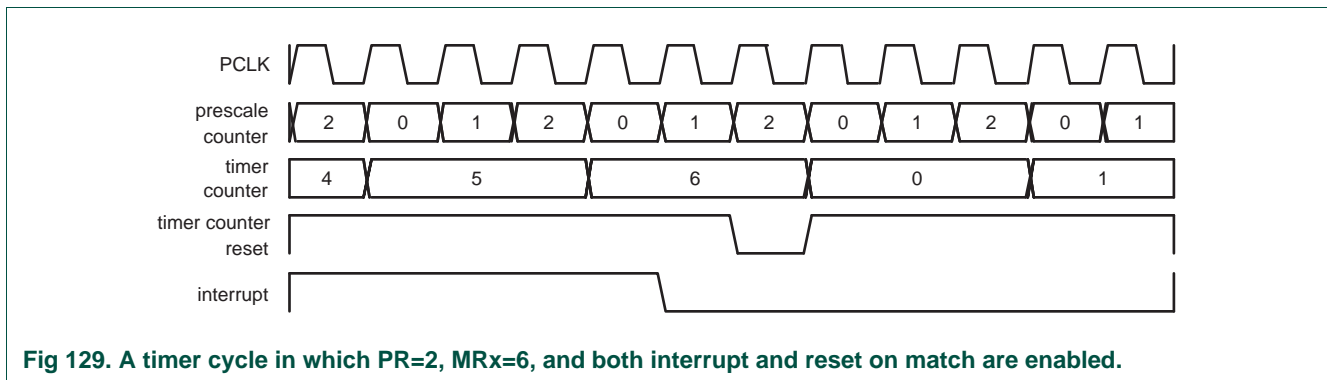 PCLK
prescale
counter
2 0 1 2 0 1 2 0 1 2 0 1
timer
counter
4 5 6 0 1
timer counter
reset
interrupt
Fig 129. A timer cycle in which PR=2, MRx=6, and both interrupt and reset on match are enabled.